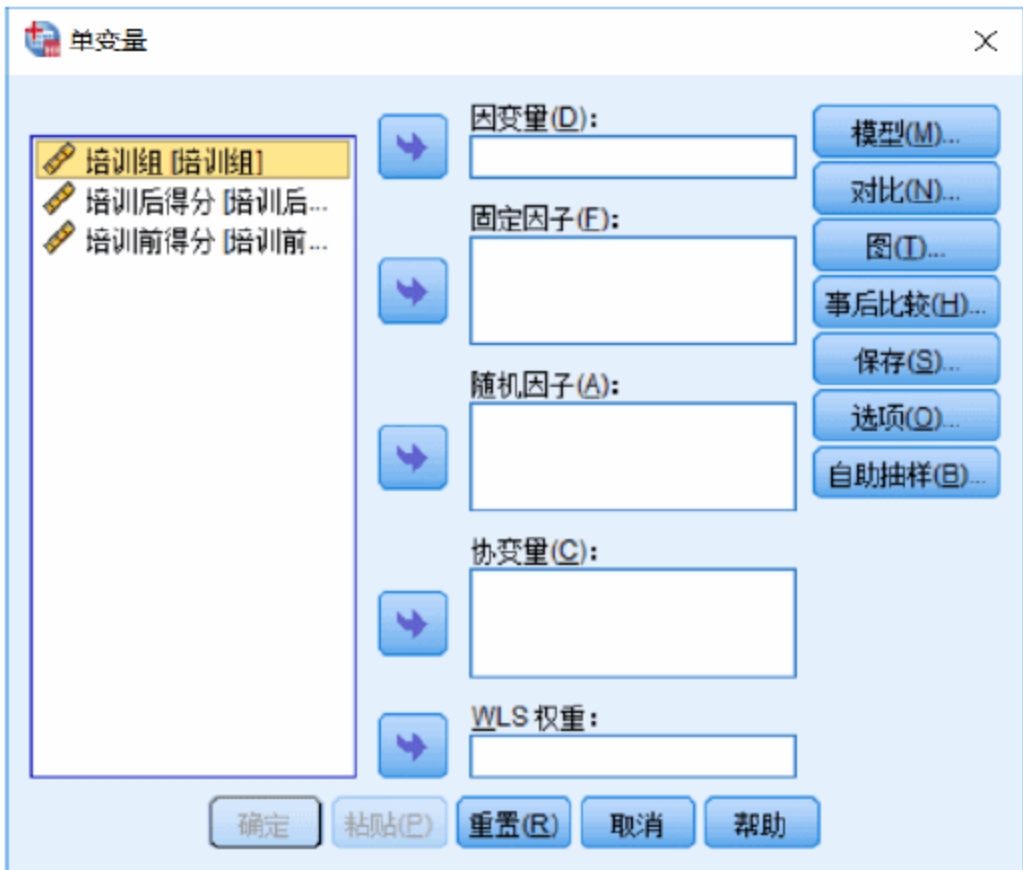 单变量
培训组 [培训组]
培训后得分 [培训后...
培训前得分 [培训前...
因变量(D):
固定因子(F):
随机因子(A):
协变量(C):
WLS 权重:
模型(M)...
对比(N)...
图(T)...
事后比较(H)...
保存(S)...
选项(O)...
自助抽样(B)...
确定
粘贴(P)
重置(R)
取消
帮助